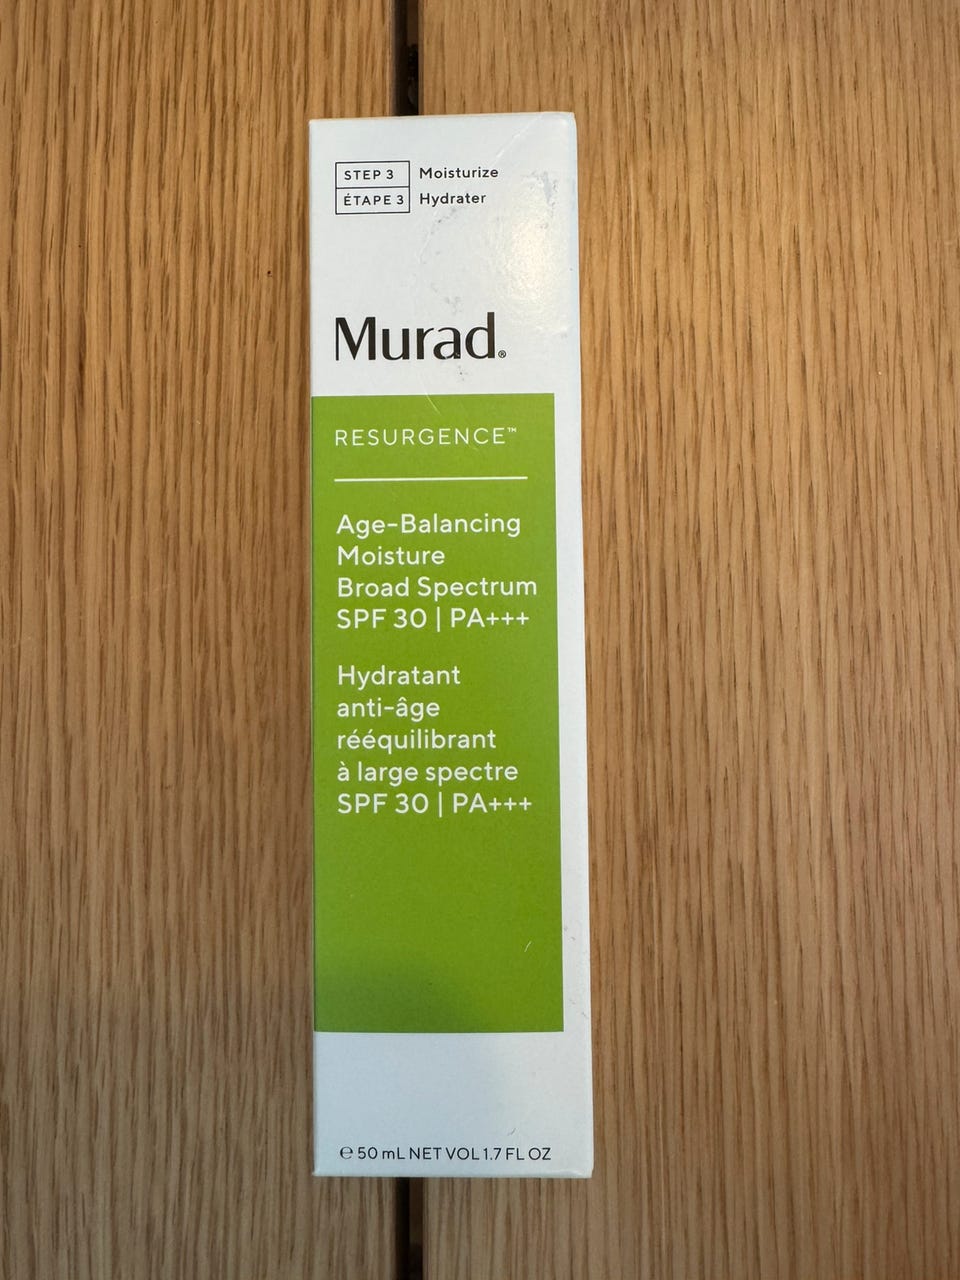 STEP 3 Moisturize
ÉTAPE 3 Hydrater
Murad®
RESURGENCE™
Age-Balancing
Moisture
Broad Spectrum
SPF 30 | PA+++
Hydratant
anti-âge
rééquilibrant
à large spectre
SPF 30 | PA+++
℮ 50 mL NET VOL 1.7 FL OZ